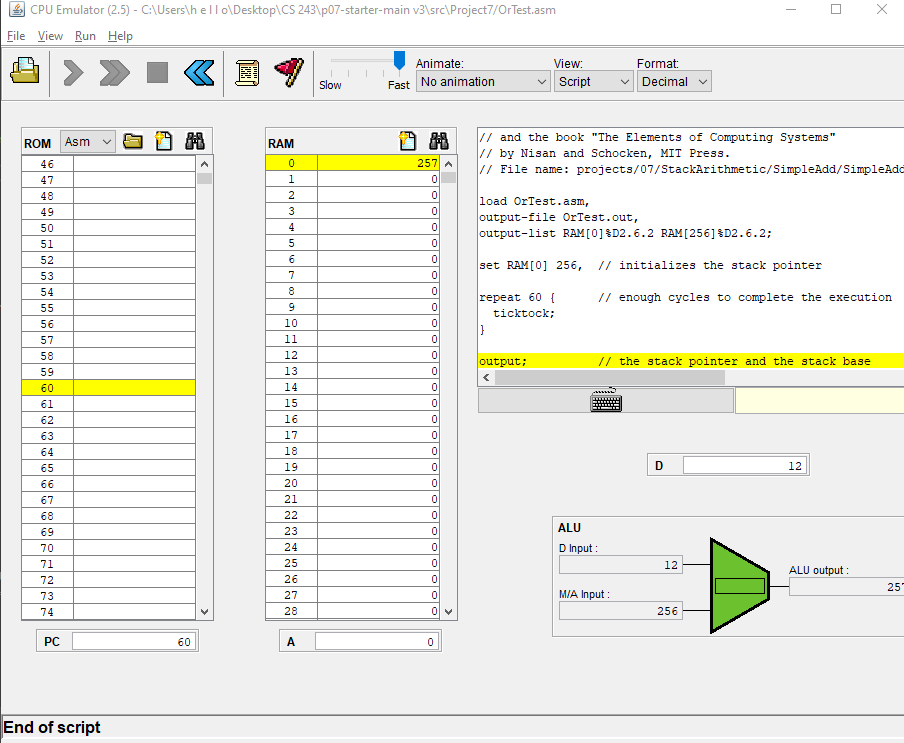 CPU Emulator (2.5) - C:\Users\h e l l o\Desktop\CS 243\p07-starter-main v3\src\Project7/OrTest.asm
File View Run Help
Slow Fast
Animate: View: Format:
No animation Script Decimal
ROM Asm
46
47
48
49
50
51
52
53
54
55
56
57
58
59
60
61
62
63
64
65
66
67
68
69
70
71
72
73
74
PC 60
RAM
0 257
1 0
2 0
3 0
4 0
5 0
6 0
7 0
8 0
9 0
10 0
11 0
12 0
13 0
14 0
15 0
16 0
17 0
18 0
19 0
20 0
21 0
22 0
23 0
24 0
25 0
26 0
27 0
28 0
A 0
// and the book "The Elements of Computing Systems"
// by Nisan and Schocken, MIT Press.
// File name: projects/07/StackArithmetic/SimpleAdd/SimpleAdd
load OrTest.asm,
output-file OrTest.out,
output-list RAM[0]%D2.6.2 RAM[256]%D2.6.2;
set RAM[0] 256,  // initializes the stack pointer
repeat 60 {      // enough cycles to complete the execution
ticktock;
}
output;          // the stack pointer and the stack base
D 12
ALU
D Input :
12
M/A Input :
256
ALU output :
257
End of script